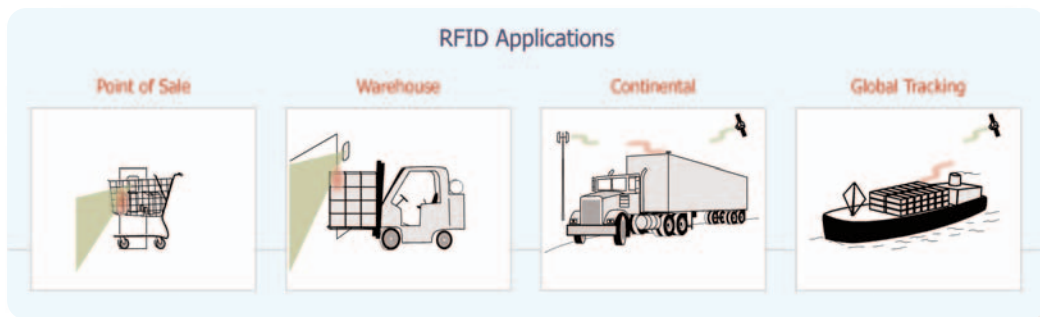 RFID Applications
Point of Sale
Warehouse
Continental
Global Tracking